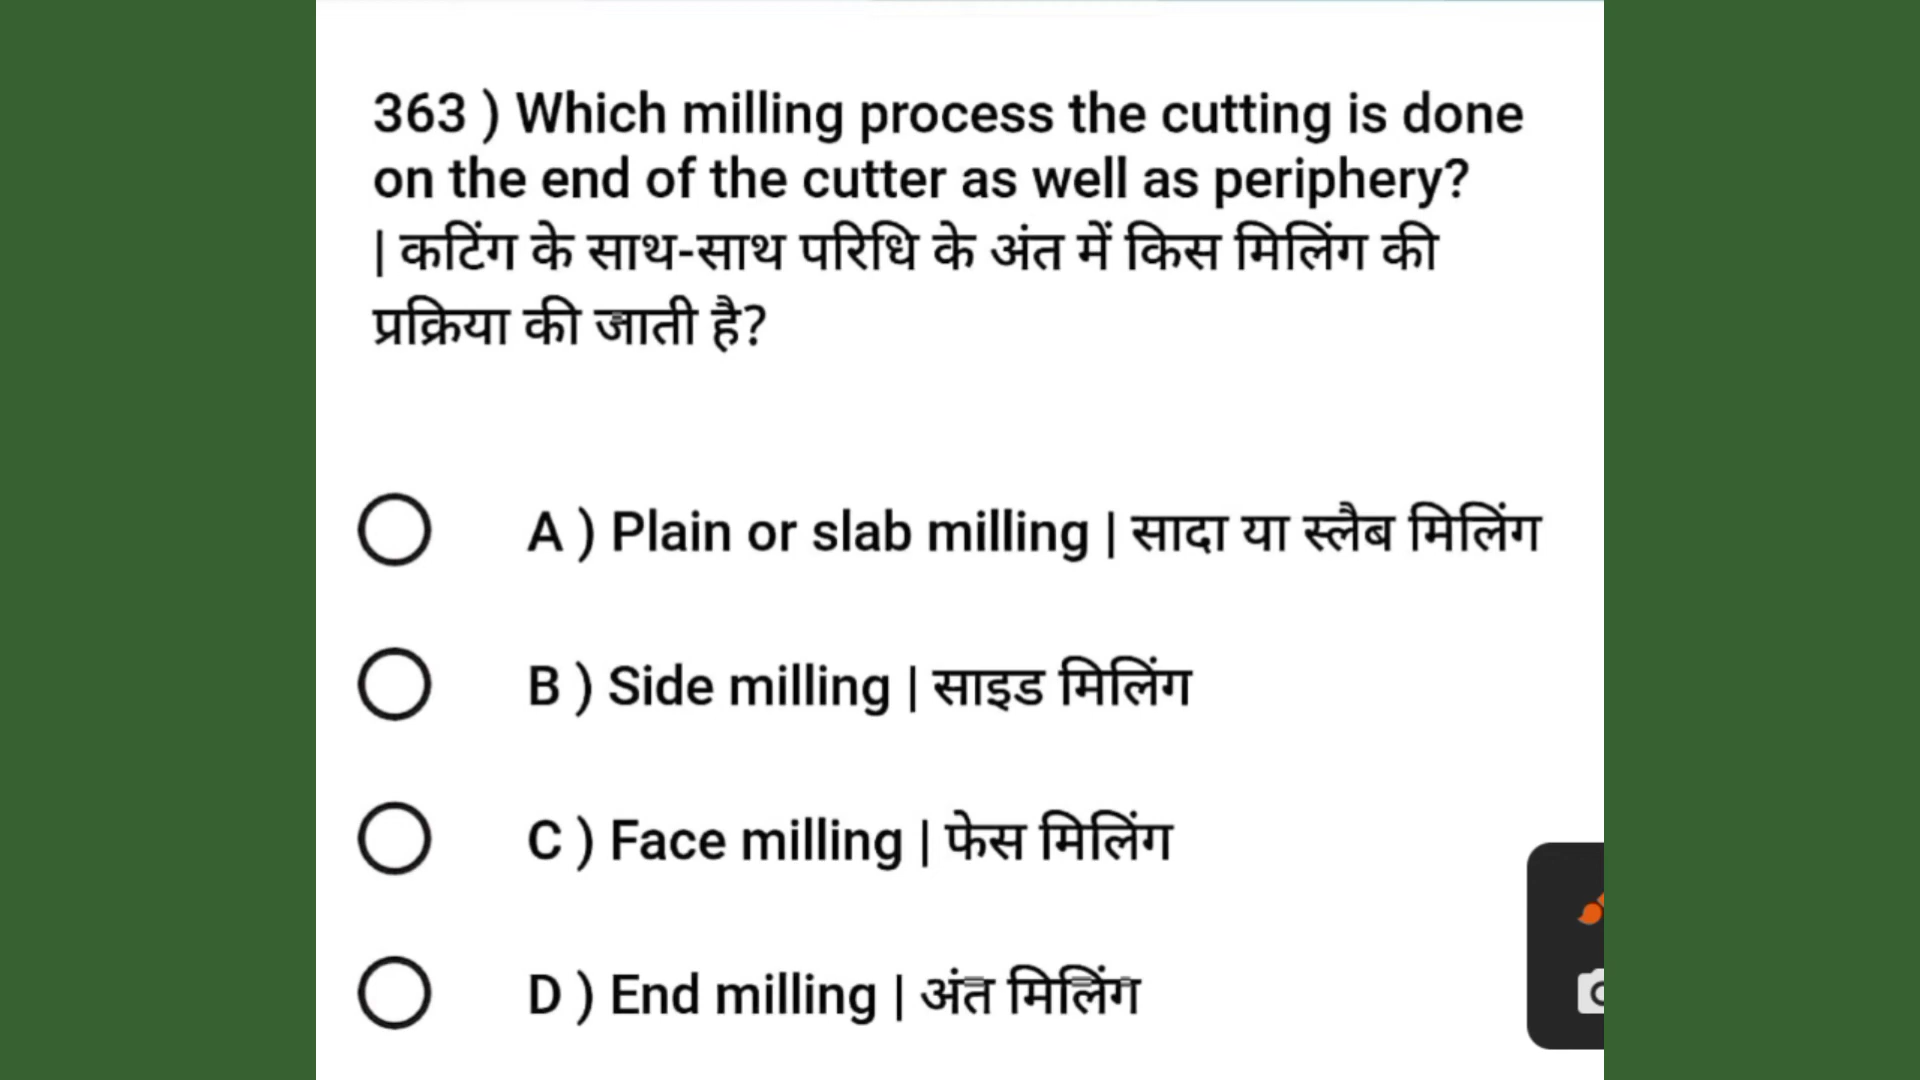 363 ) Which milling process the cutting is done
on the end of the cutter as well as periphery?
| कटिंग के साथ-साथ परिधि के अंत में किस मिलिंग की
प्रक्रिया की जाती है?
A ) Plain or slab milling | सादा या स्लैब मिलिंग
B ) Side milling | साइड मिलिंग
C ) Face milling | फेस मिलिंग
D ) End milling | अंत मिलिंग